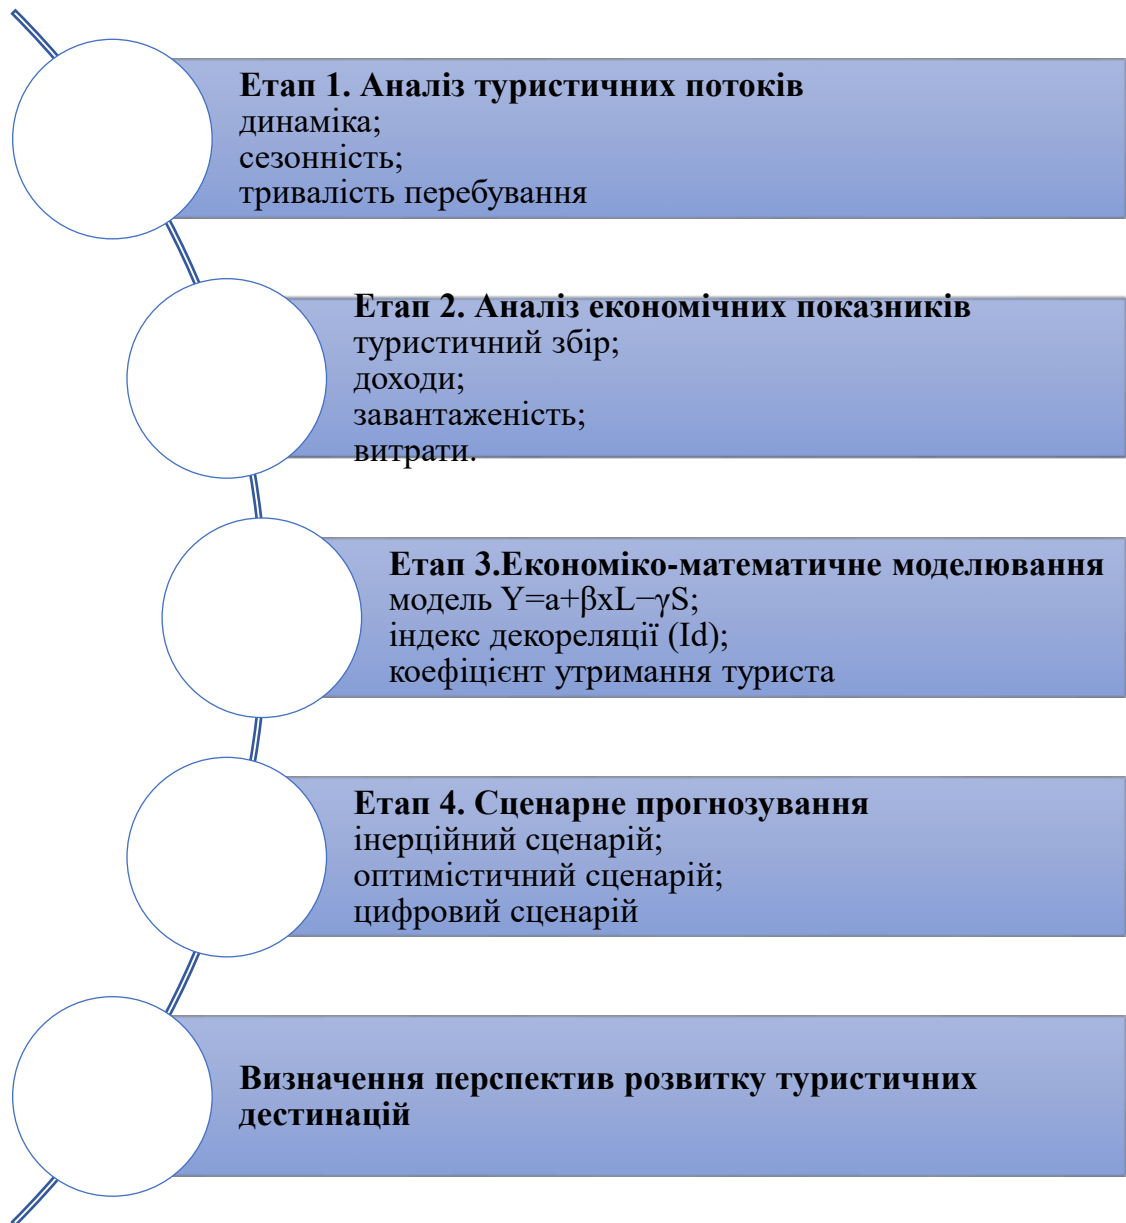 Етап 1. Аналіз туристичних потоків
динаміка;
сезонність;
тривалість перебування
Етап 2. Аналіз економічних показників
туристичний збір;
доходи;
завантаженість;
витрати.
Етап 3.Економіко-математичне моделювання
модель Y=a+βxL−γS;
індекс декореляції (Id);
коефіцієнт утримання туриста
Етап 4. Сценарне прогнозування
інерційний сценарій;
оптимістичний сценарій;
цифровий сценарій
Визначення перспектив розвитку туристичних
дестинацій